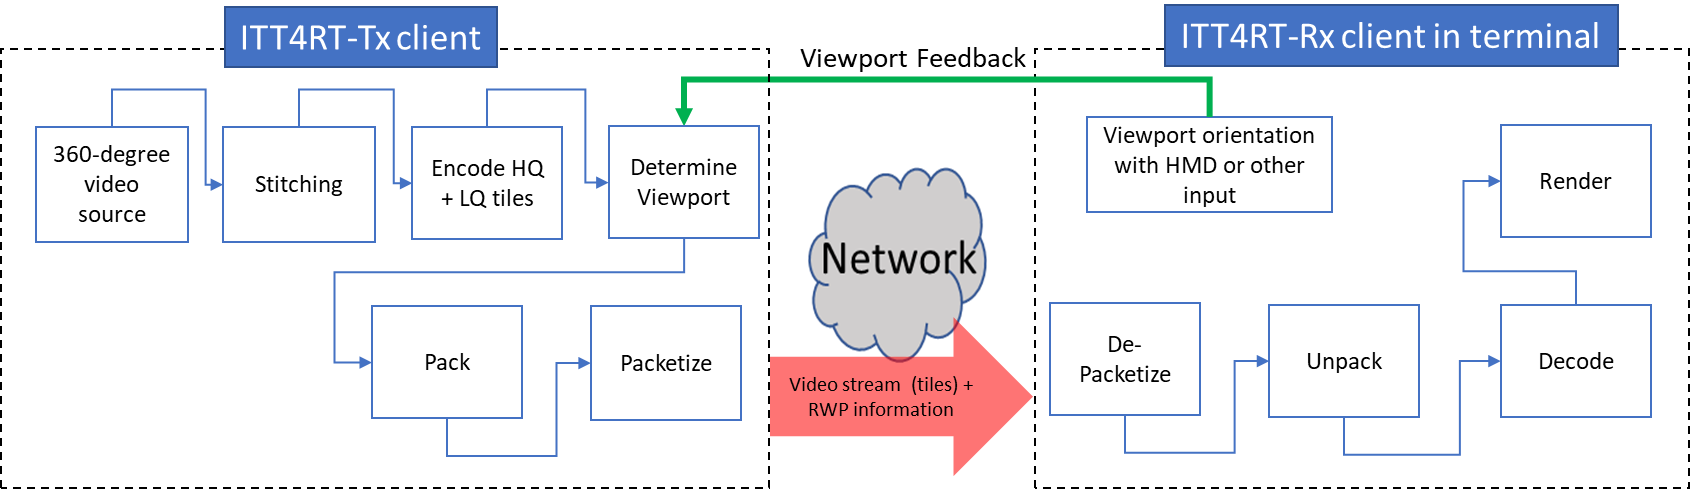 ITT4RT-Tx client
ITT4RT-Rx client in terminal
Viewport Feedback
360-degree
video
source
Stitching
Encode HQ
+ LQ tiles
Determine
Viewport
Viewport orientation
with HMD or other
input
Render
Network
Pack
Packetize
Video stream (tiles) +
RWP information
De-
Packetize
Unpack
Decode